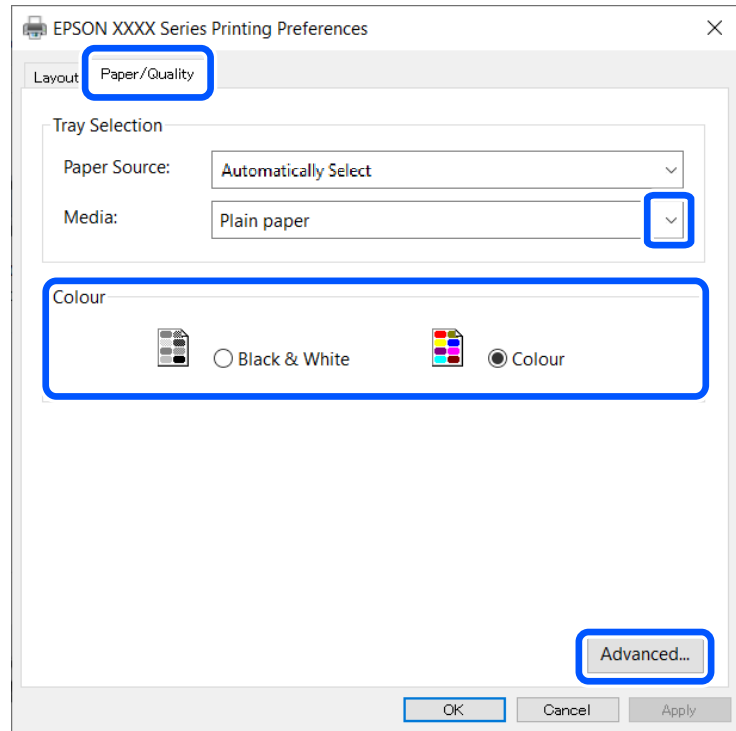 EPSON XXXX Series Printing Preferences
Layout Paper/Quality
Tray Selection
Paper Source: Automatically Select
Media: Plain paper
Colour
Black & White Colour
Advanced...
OK Cancel Apply